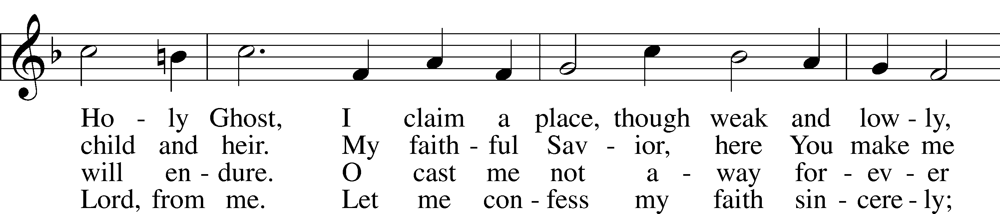 Ho - ly Ghost, I claim a place, though weak and low - ly,
child and heir. My faith - ful Sav - ior, here You make me
will en - dure. O cast me not a - way for - ev - er
Lord, from me. Let me con - fess my faith sin - cere - ly;